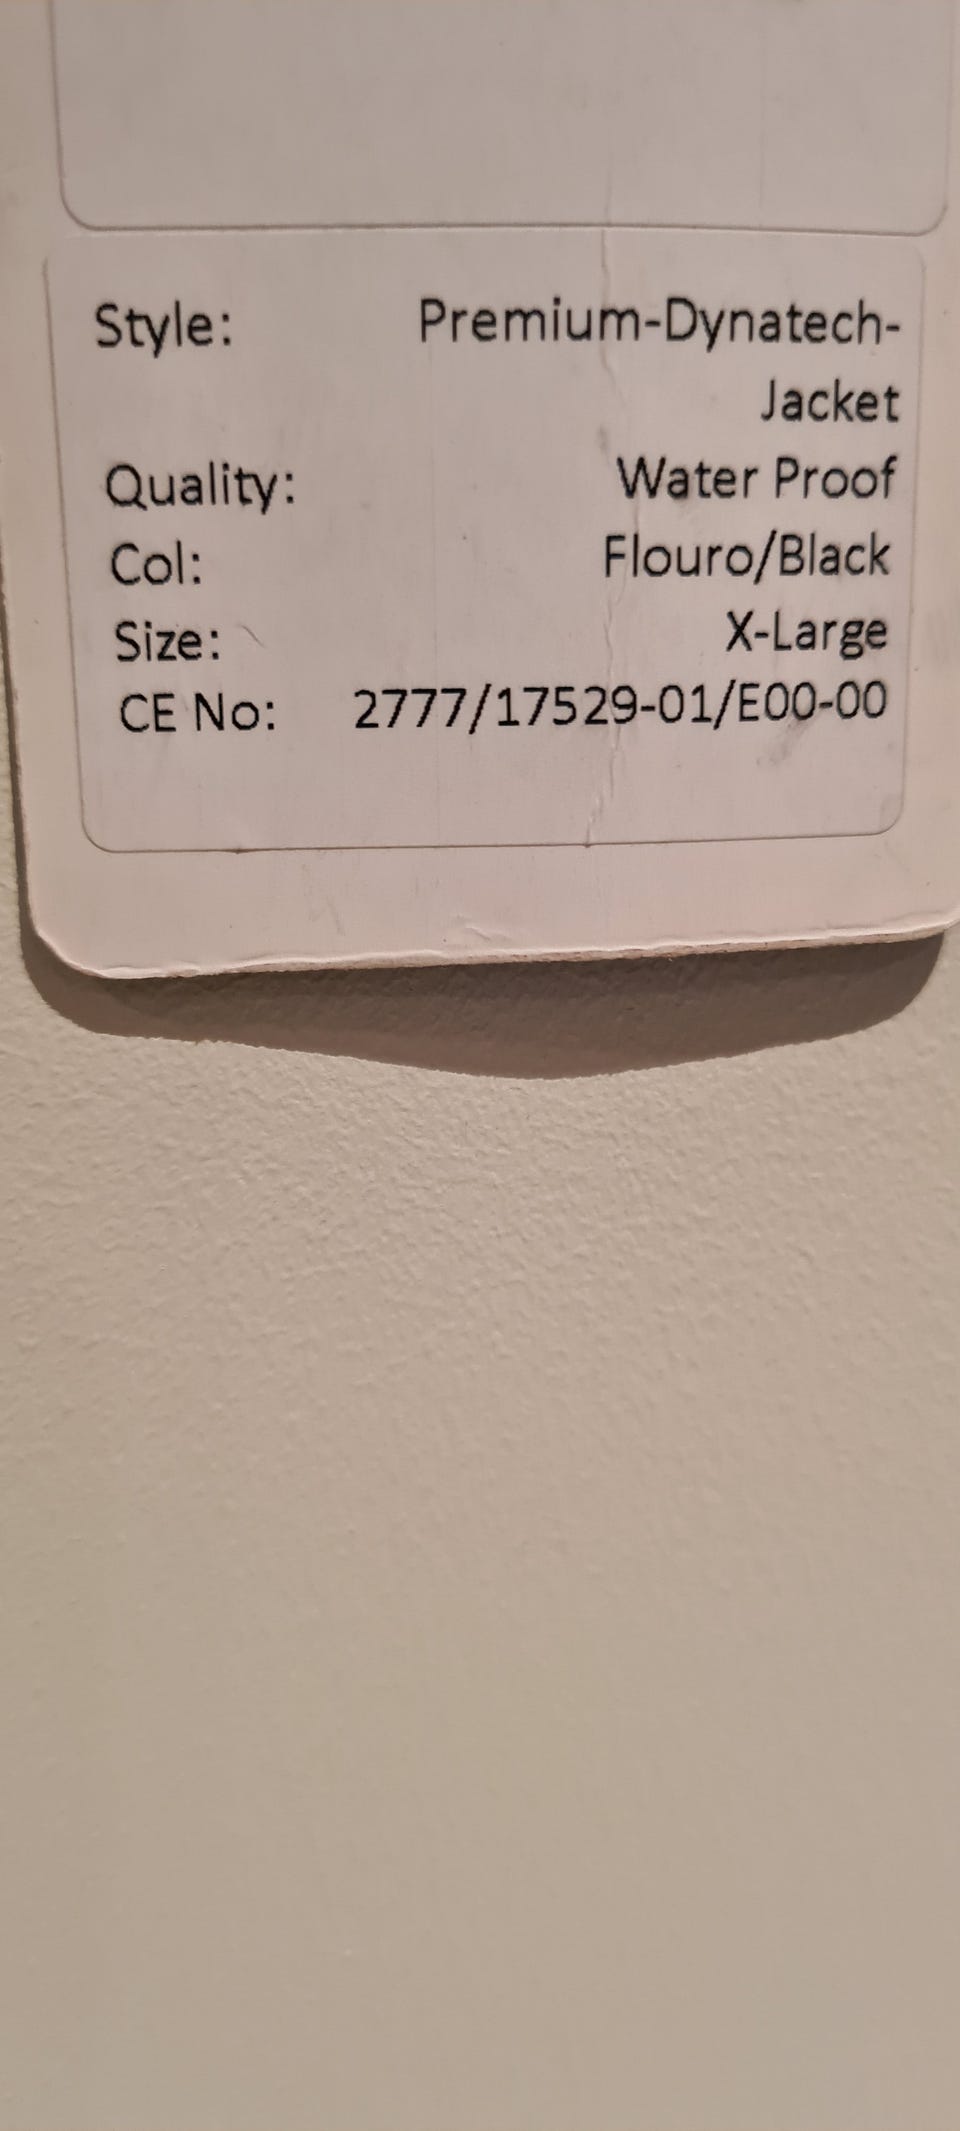 Style: Premium-Dynatech-
Jacket
Quality: Water Proof
Col: Flouro/Black
Size: X-Large
CE No: 2777/17529-01/E00-00